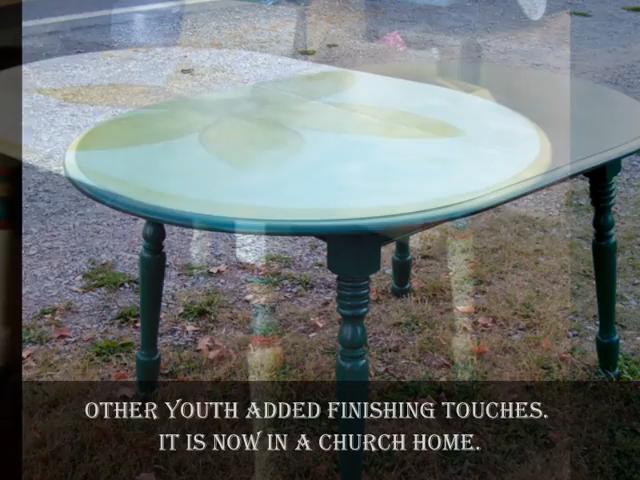 OTHER YOUTH ADDED FINISHING TOUCHES.
IT IS NOW IN A CHURCH HOME.